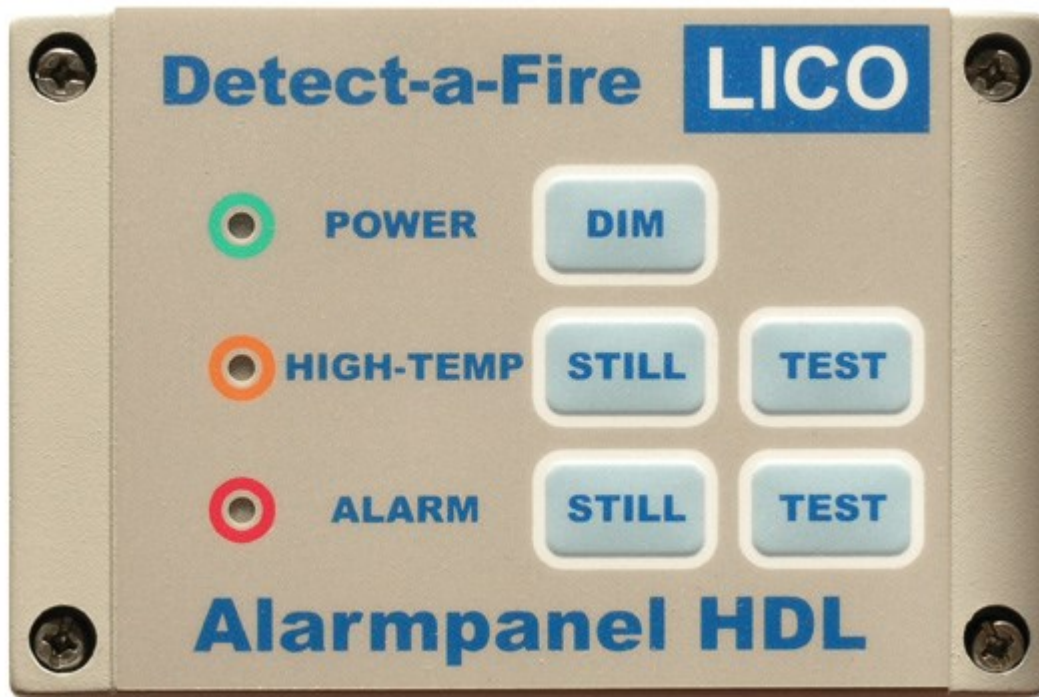 Detect-a-Fire LICO
POWER DIM
HIGH-TEMP STILL TEST
ALARM STILL TEST
Alarmpanel HDL